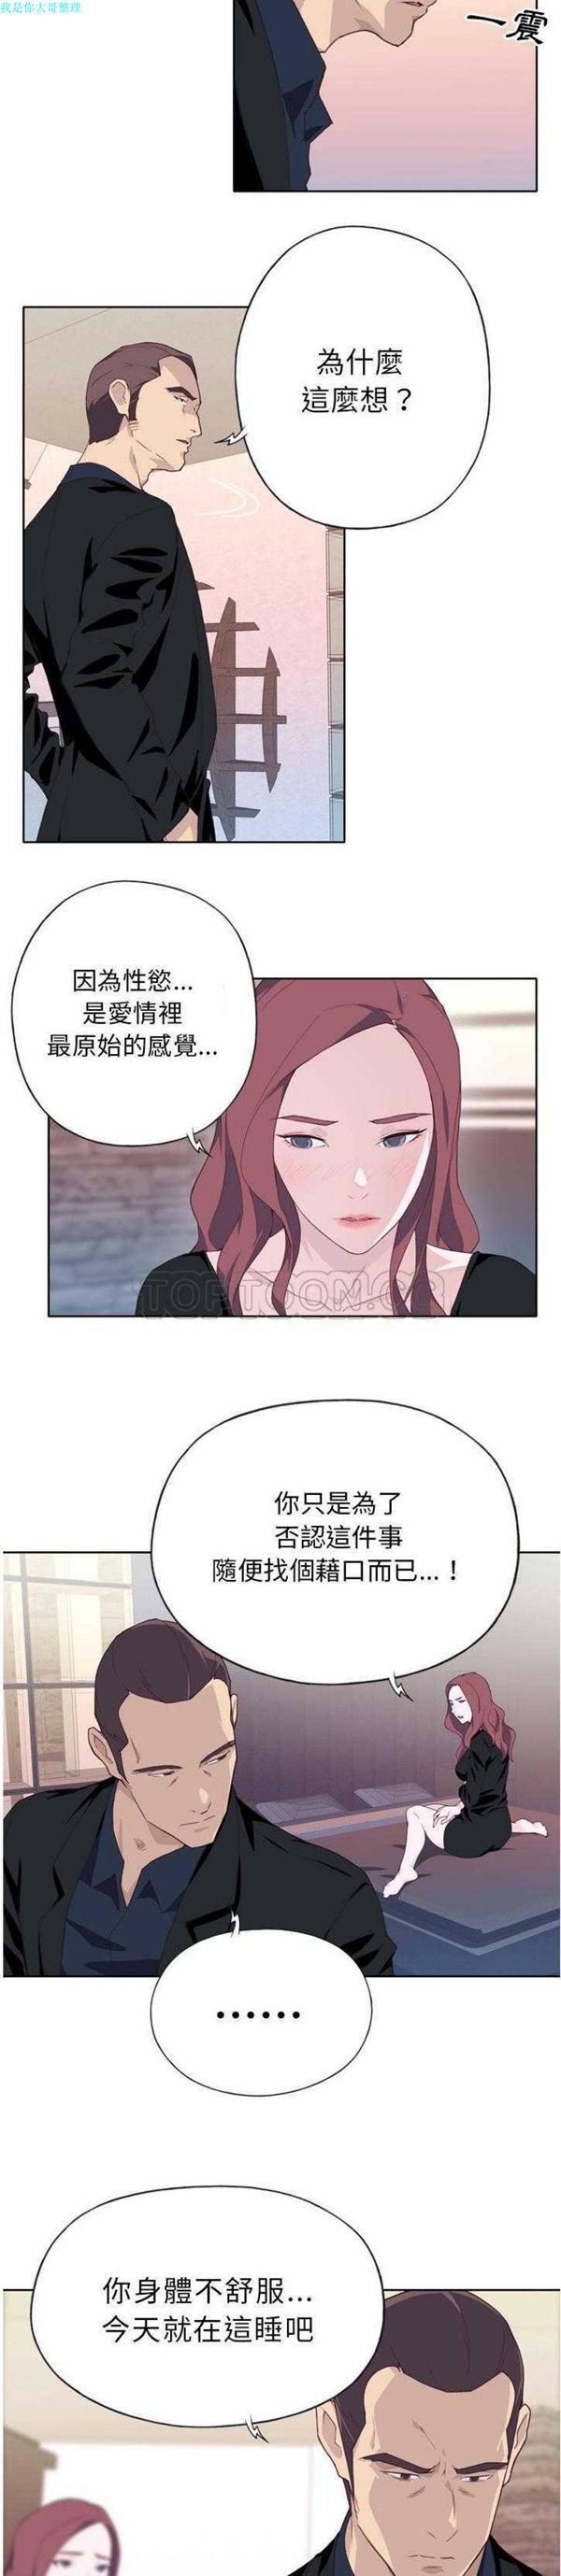 我是你大哥整理
一震
為什麼
這麼想？
因為性慾...
是愛情裡
最原始的感覺...
TOPTOON.CC
你只是為了
否認這件事
隨便找個藉口而已...！
......
你身體不舒服...
今天就在這睡吧